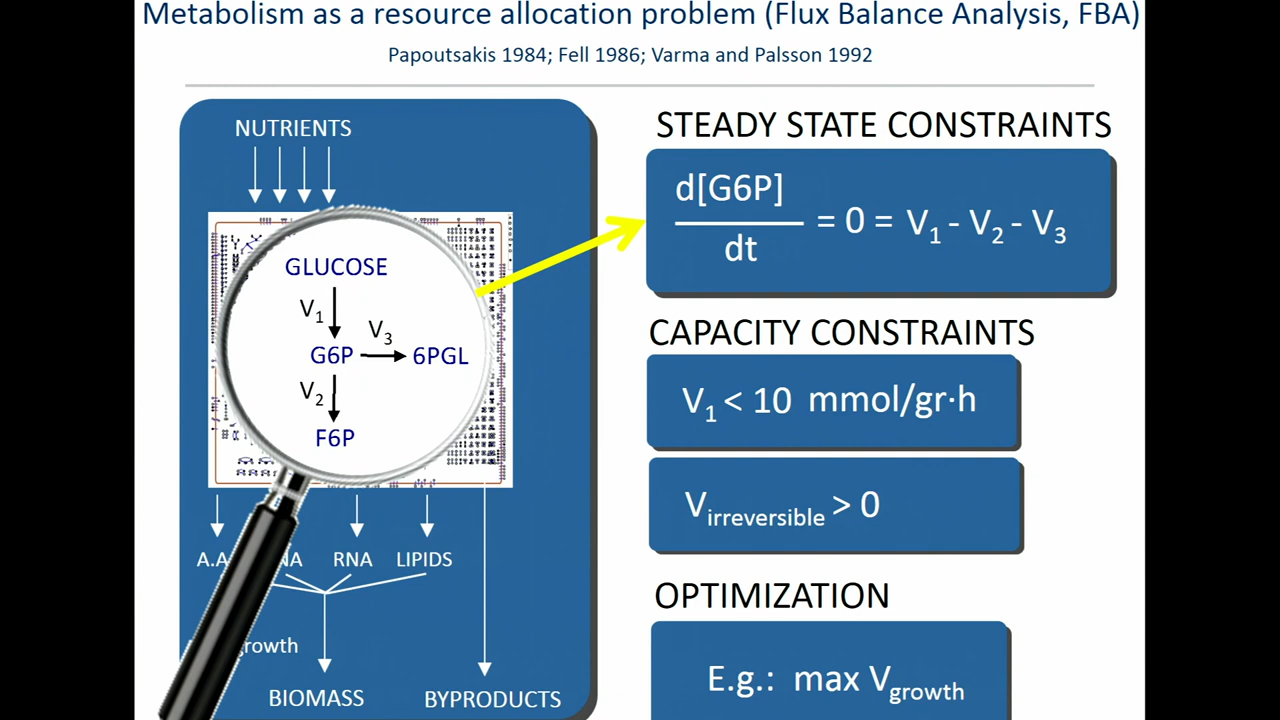 Metabolism as a resource allocation problem (Flux Balance Analysis, FBA)
Papoutsakis 1984; Fell 1986; Varma and Palsson 1992
NUTRIENTS
GLUCOSE
V1
V3
G6P
6PGL
V2
F6P
A.A
RNA
LIPIDS
BIOMASS
BYPRODUCTS
STEADY STATE CONSTRAINTS
d[G6P]
dt
= 0 = V1 - V2 - V3
CAPACITY CONSTRAINTS
V1 < 10 mmol/gr·h
Virreversible > 0
OPTIMIZATION
E.g.: max Vgrowth